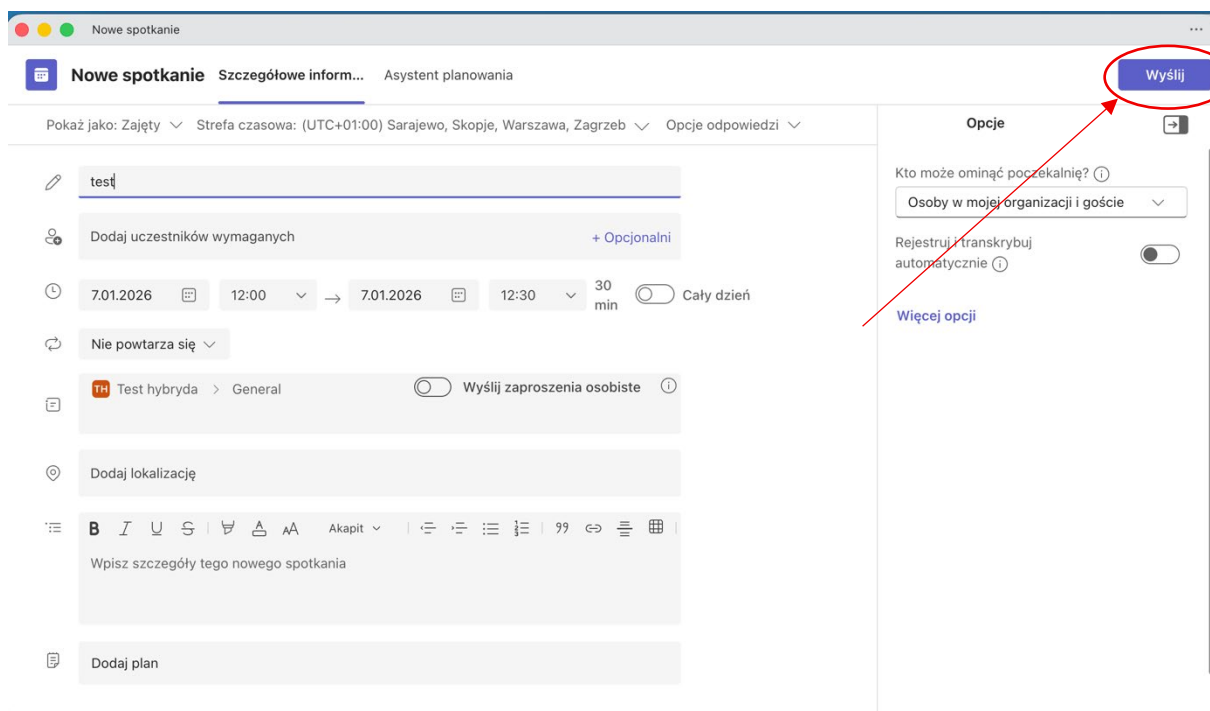 Nowe spotkanie
Nowe spotkanie Szczegółowe inform... Asystent planowania Wyślij
Pokaż jako: Zajęty Strefa czasowa: (UTC+01:00) Sarajewo, Skopje, Warszawa, Zagrzeb Opcje odpowiedzi
test
Dodaj uczestników wymaganych + Opcjonalni
7.01.2026 12:00 → 7.01.2026 12:30 30 min Cały dzień
Nie powtarza się
TH Test hybryda > General Wyślij zaproszenia osobiste
Dodaj lokalizację
B I U S A AA Akapit 99
Wpisz szczegóły tego nowego spotkania
Dodaj plan
Opcje
Kto może ominąć poczekalnię?
Osoby w mojej organizacji i goście
Rejestruj i transkrybuj
automatycznie
Więcej opcji